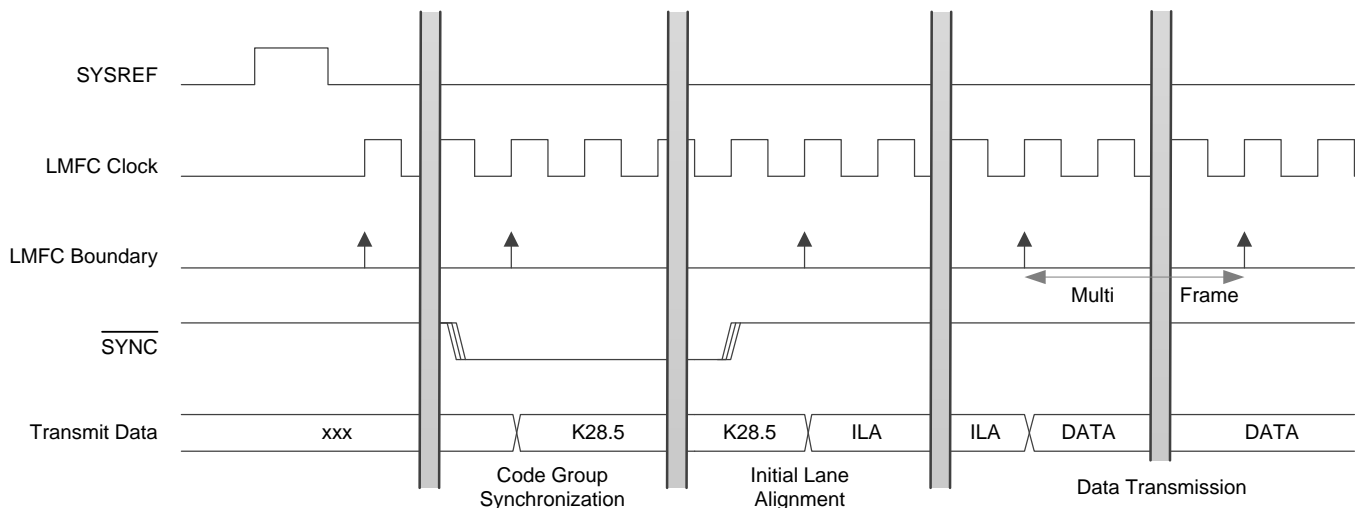 SYSREF
LMFC Clock
LMFC Boundary
Multi Frame
SYNC
Transmit Data xxx K28.5 K28.5 ILA ILA DATA DATA
Code Group
Synchronization
Initial Lane
Alignment
Data Transmission